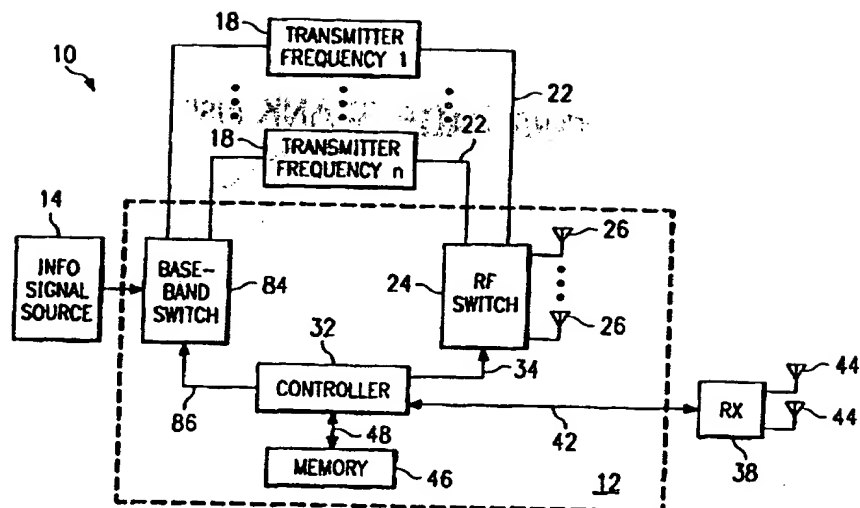 10
18
TRANSMITTER
FREQUENCY 1
22
18
TRANSMITTER
FREQUENCY n
22
14
INFO
SIGNAL
SOURCE
BASE-
BAND
SWITCH
84
24
RF
SWITCH
26
26
32
CONTROLLER
34
86
48
MEMORY
46
42
12
RX
38
44
44